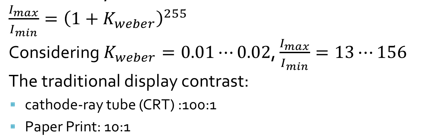 I_max/I_min = (1 + K_weber)^255
Considering K_weber = 0.01 ⋯ 0.02, I_max/I_min = 13 ⋯ 156
The traditional display contrast:
▪ cathode-ray tube (CRT) :100:1
▪ Paper Print: 10:1